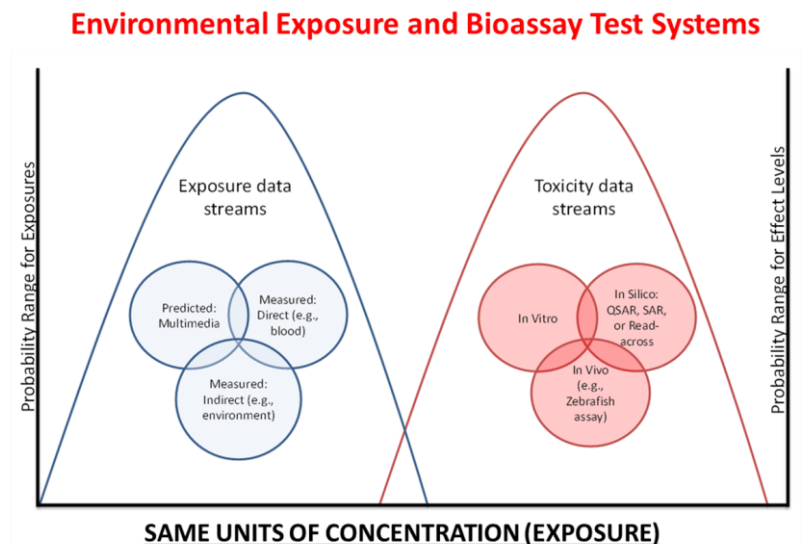 Environmental Exposure and Bioassay Test Systems
Probability Range for Exposures
Exposure data
streams
Predicted:
Multimedia
Measured:
Direct (e.g.,
blood)
Measured:
Indirect (e.g.,
environment)
Toxicity data
streams
In Vitro
In Silico:
QSAR, SAR,
or Read-
across
In Vivo
(e.g.,
Zebrafish
assay)
Probability Range for Effect Levels
SAME UNITS OF CONCENTRATION (EXPOSURE)